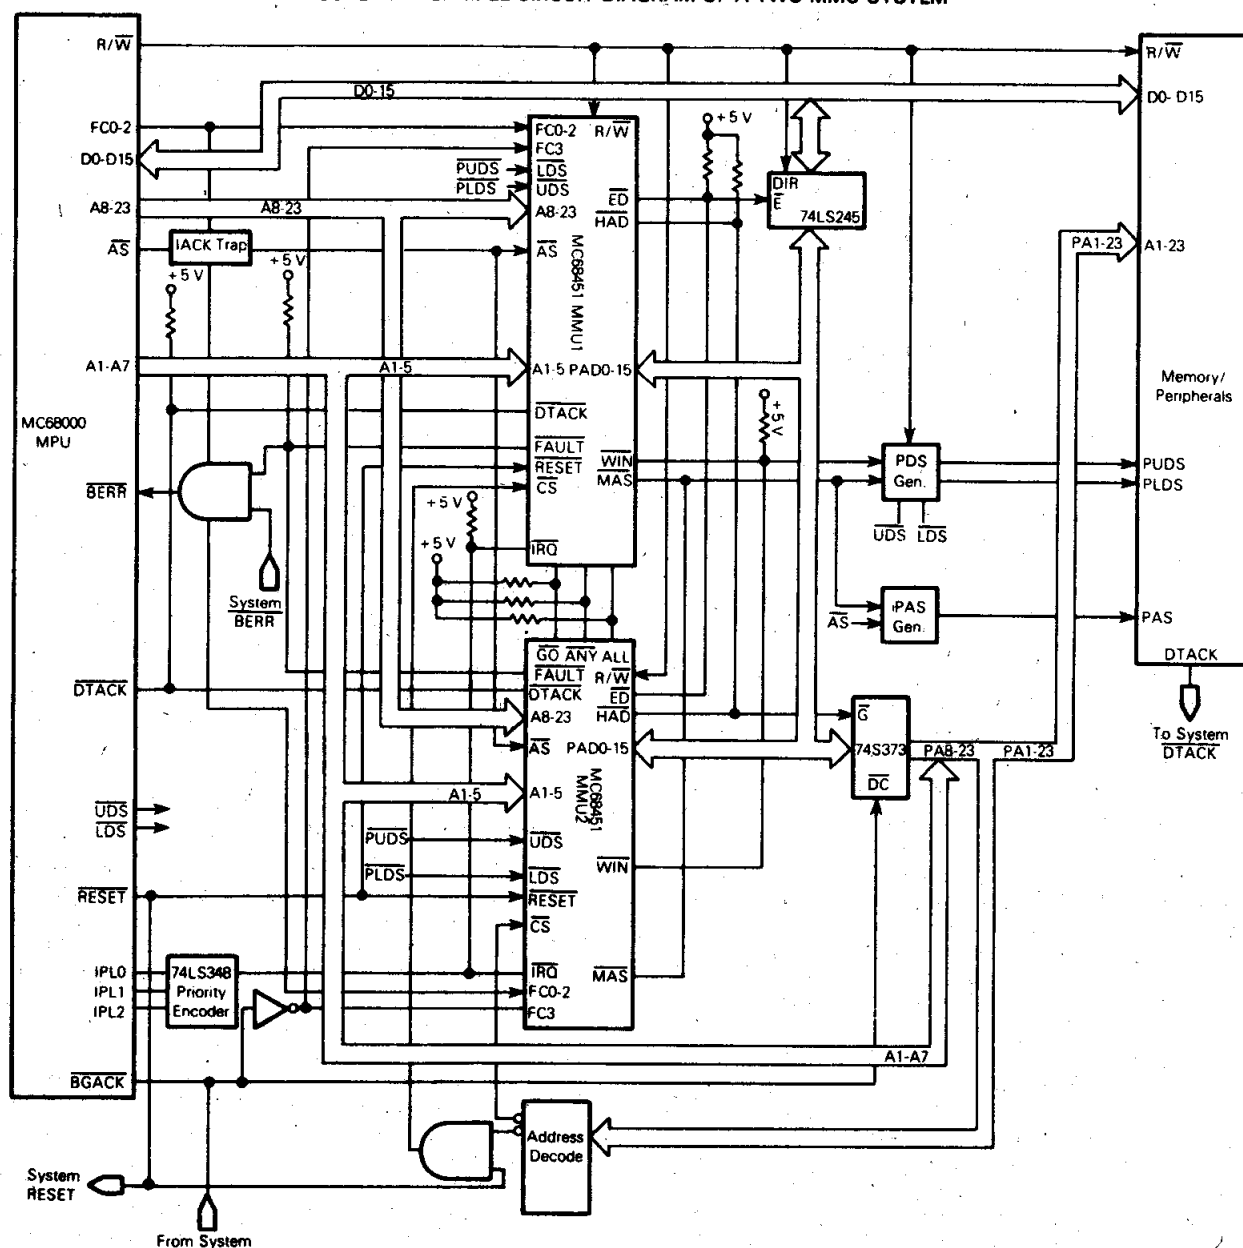 CIRCUIT DIAGRAM OF A TWO-MMU SYSTEM
R/W̅
R/W̅
D0-15
D0-D15
FC0-2
D0-D15
FC0-2
FC3
R/W̅
+5 V
PUDS
LDS
PLDS
UDS
A8-23
A8-23
A8-23
ED
HAD
DIR
E
74LS245
PA1-23
A1-23
AS
IACK Trap
AS
+5 V
+5 V
MC68451 MMU1
A1-A7
A1-5
A1-5
PAD0-15
Memory/
Peripherals
+5 V
MC68000
MPU
DTACK
FAULT
RESET
CS
WIN
MAS
PDS
Gen.
PUDS
PLDS
BERR
UDS
LDS
+5 V
IRQ
+5 V
System
BERR
PAS
Gen.
AS
PAS
DTACK
GO
ANY
ALL
FAULT
DTACK
R/W̅
ED
HAD
DTACK
A8-23
AS
PAD0-15
G
74S373
DC
PA8-23
PA1-23
To System
DTACK
MC68451
MMU2
A1-5
A1-5
UDS
LDS
PUDS
UDS
PLDS
LDS
WIN
RESET
RESET
CS
IPL0
IPL1
IPL2
74LS348
Priority
Encoder
IRQ
FC0-2
FC3
MAS
A1-A7
BGACK
Address
Decode
System
RESET
From System